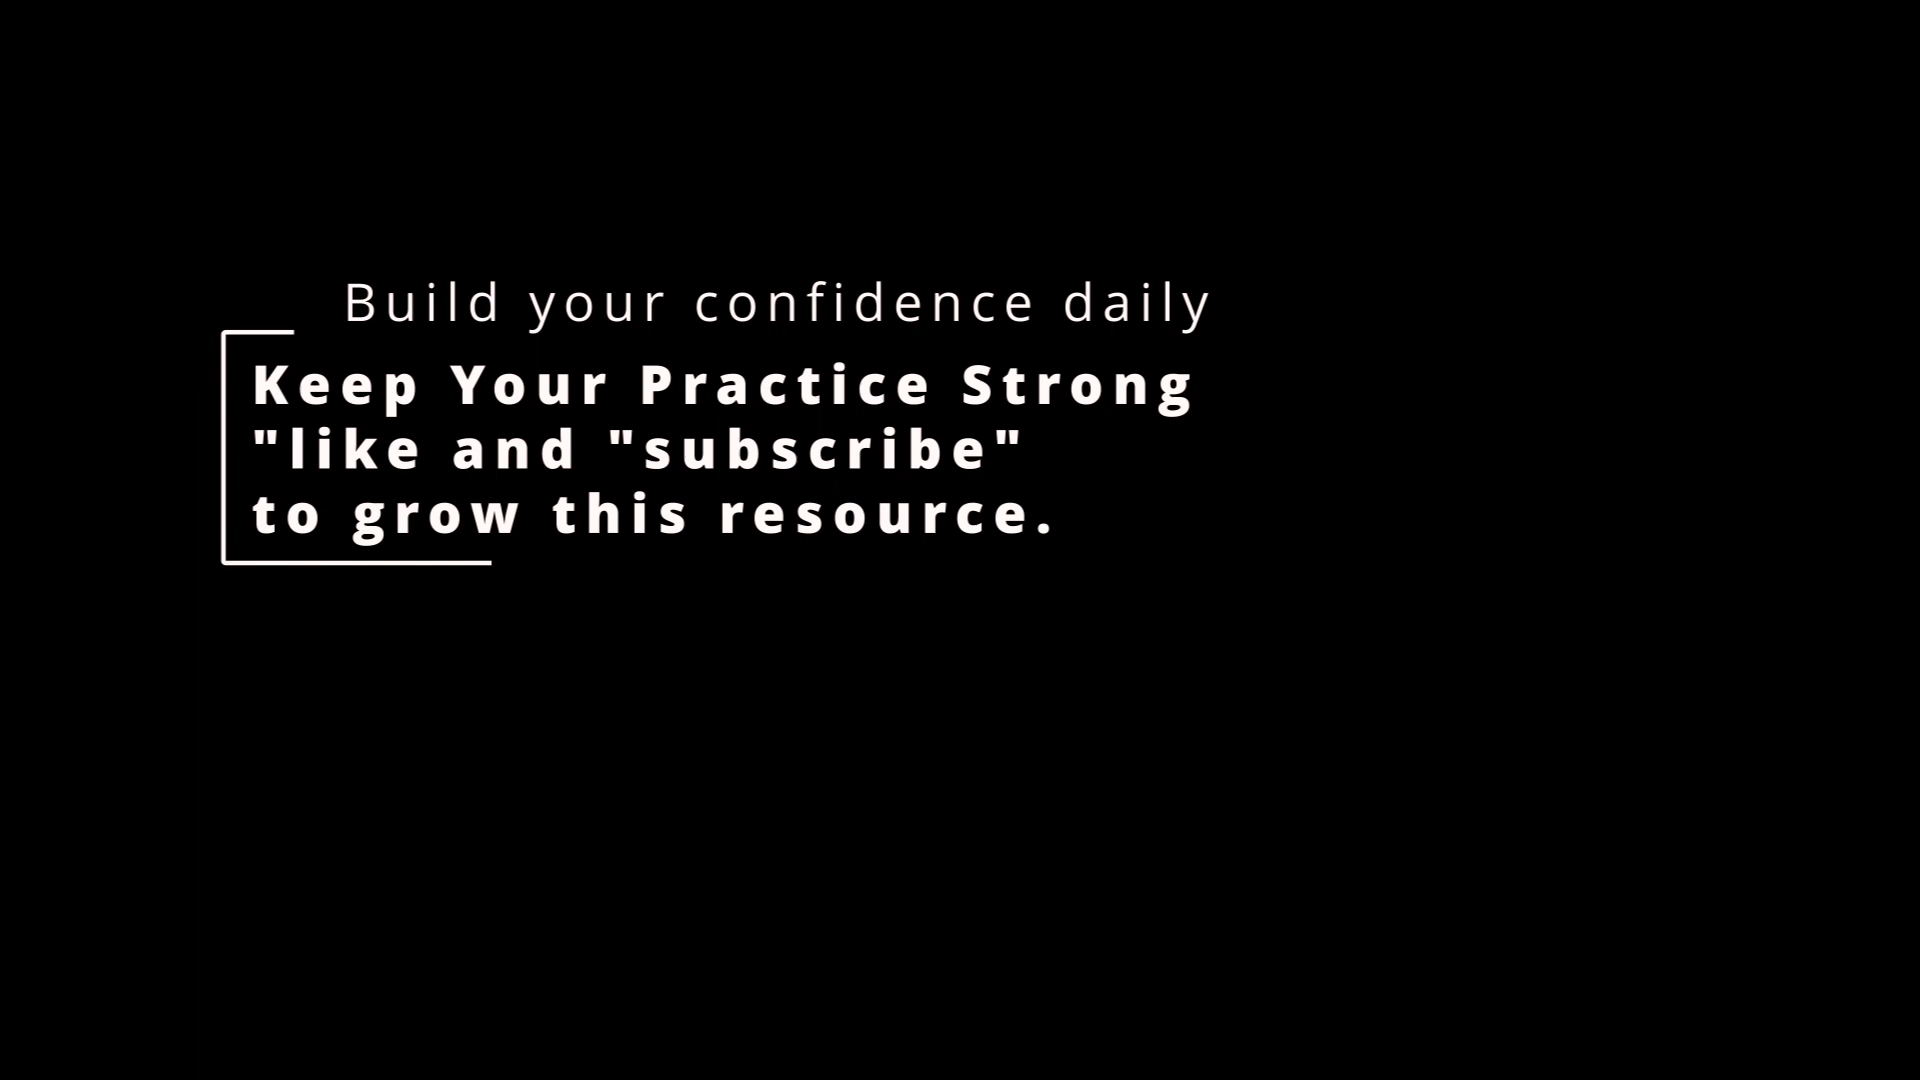 Build your confidence daily
Keep Your Practice Strong
"like and "subscribe"
to grow this resource.